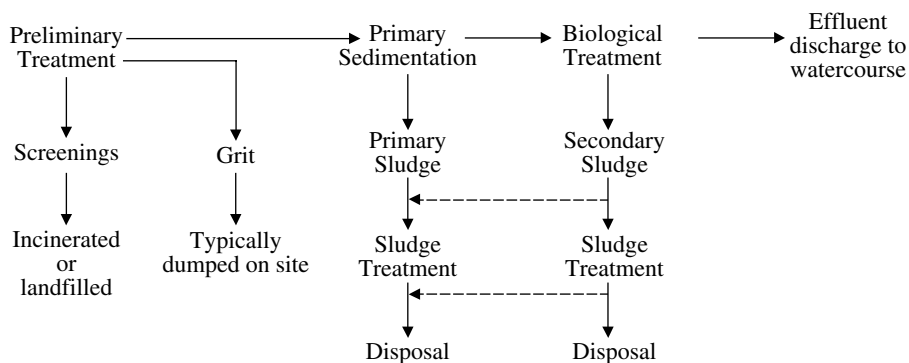 Preliminary
Treatment
Primary
Sedimentation
Biological
Treatment
Effluent
discharge to
watercourse
Screenings
Grit
Primary
Sludge
Secondary
Sludge
Incinerated
or
landfilled
Typically
dumped on site
Sludge
Treatment
Sludge
Treatment
Disposal
Disposal